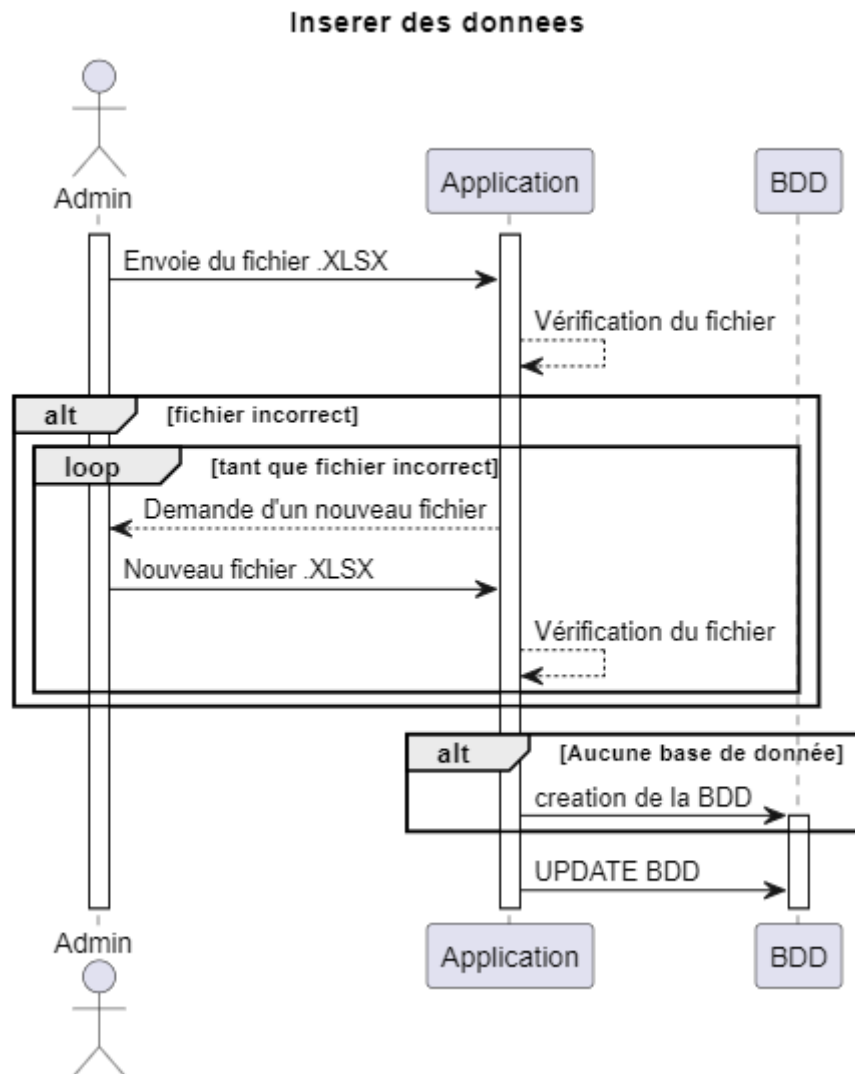 Inserer des donnees
Admin
Application
BDD
Envoie du fichier .XLSX
Vérification du fichier
alt
[fichier incorrect]
loop
[tant que fichier incorrect]
Demande d'un nouveau fichier
Nouveau fichier .XLSX
Vérification du fichier
alt
[Aucune base de donnée]
creation de la BDD
UPDATE BDD
Admin
Application
BDD